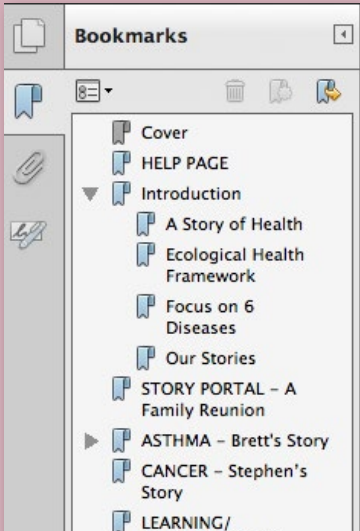 Bookmarks
Cover
HELP PAGE
Introduction
A Story of Health
Ecological Health
Framework
Focus on 6
Diseases
Our Stories
STORY PORTAL – A
Family Reunion
ASTHMA – Brett's Story
CANCER – Stephen's
Story
LEARNING/